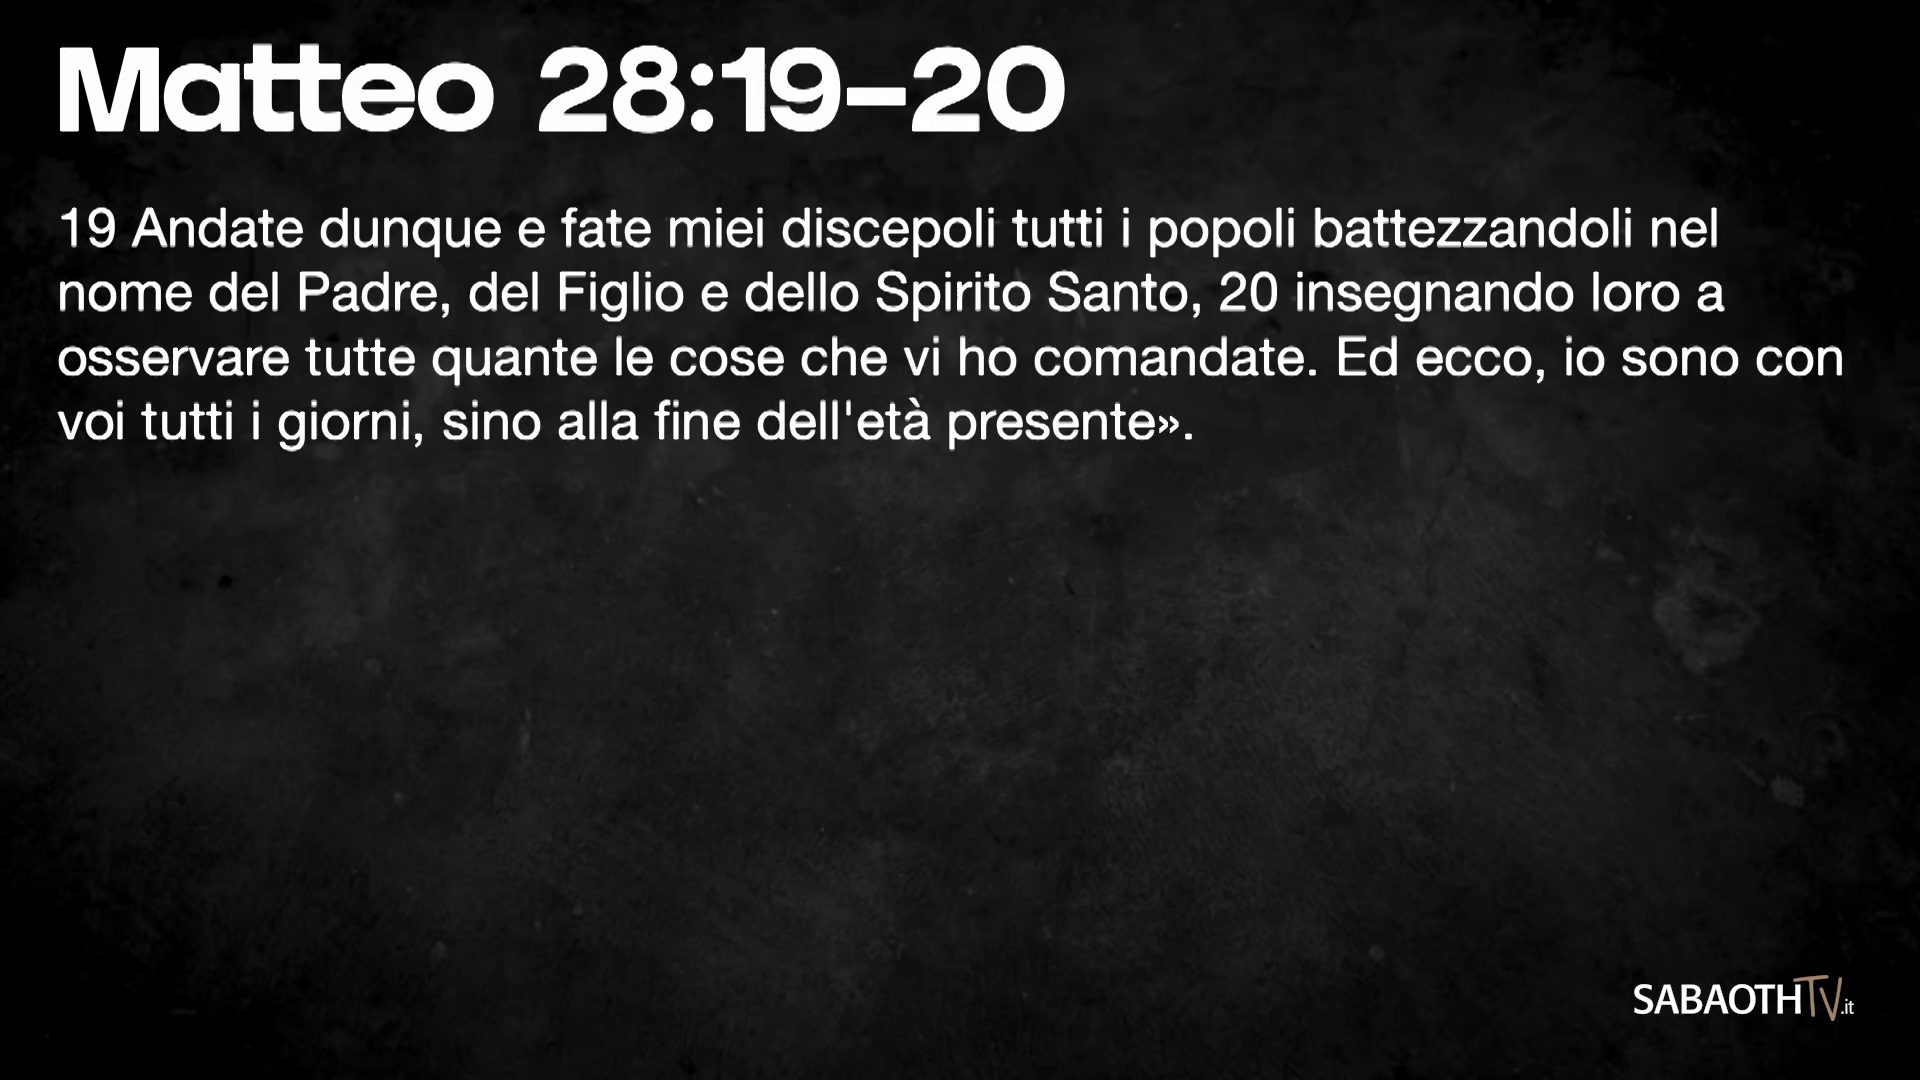 Matteo 28:19–20
19 Andate dunque e fate miei discepoli tutti i popoli battezzandoli nel
nome del Padre, del Figlio e dello Spirito Santo, 20 insegnando loro a
osservare tutte quante le cose che vi ho comandate. Ed ecco, io sono con
voi tutti i giorni, sino alla fine dell'età presente».
SABAOTHTV.it